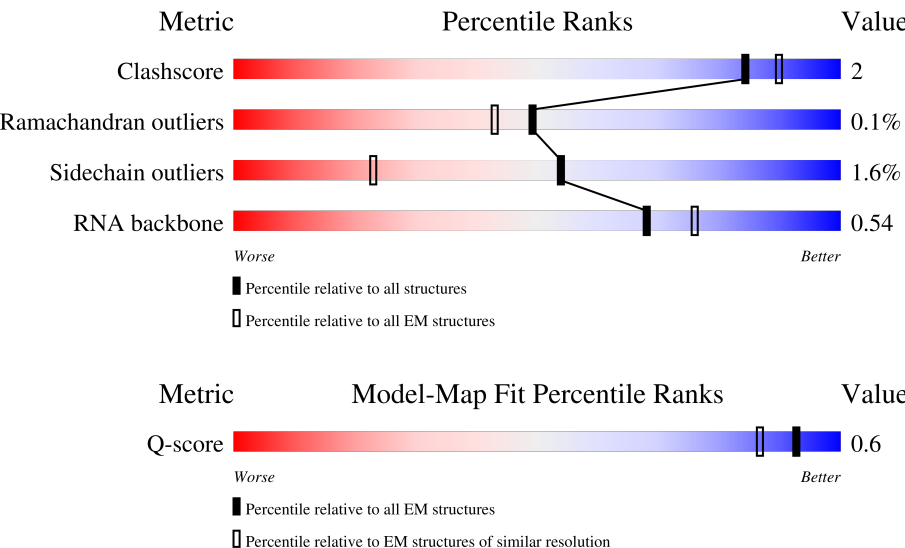 Metric Percentile Ranks Value
Clashscore 2
Ramachandran outliers 0.1%
Sidechain outliers 1.6%
RNA backbone 0.54
Worse Better
Percentile relative to all structures
Percentile relative to all EM structures
Metric Model-Map Fit Percentile Ranks Value
Q-score 0.6
Worse Better
Percentile relative to all EM structures
Percentile relative to EM structures of similar resolution